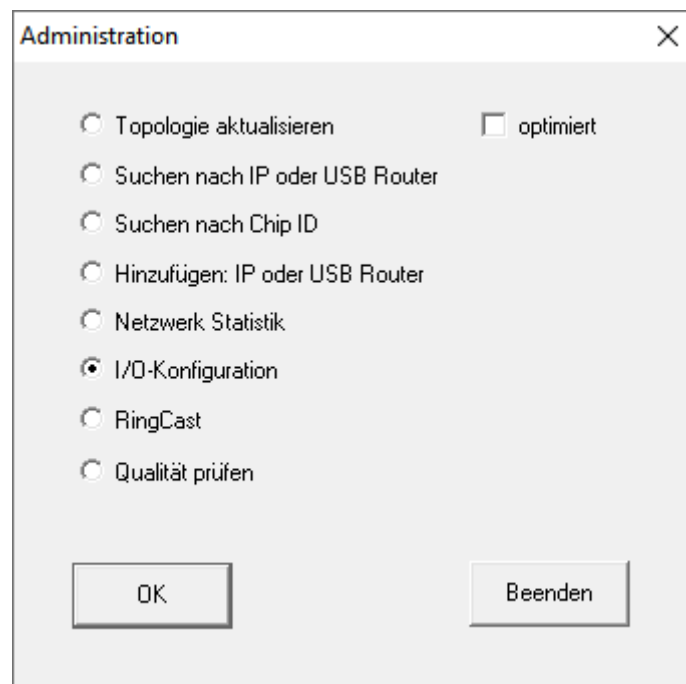 Administration
Topologie aktualisieren
optimiert
Suchen nach IP oder USB Router
Suchen nach Chip ID
Hinzufügen: IP oder USB Router
Netzwerk Statistik
I/O-Konfiguration
RingCast
Qualität prüfen
OK
Beenden